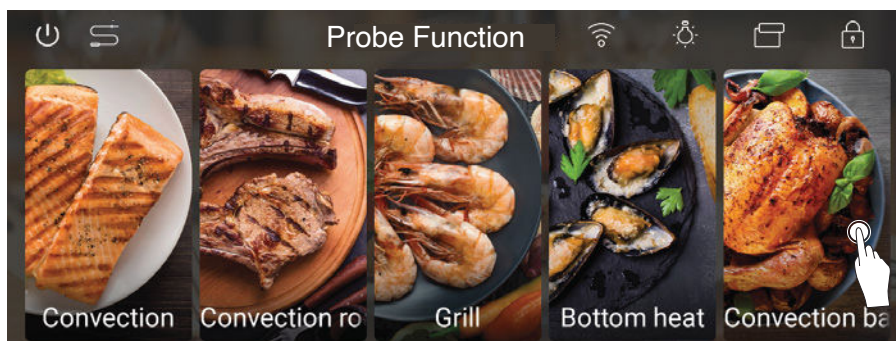 Probe Function
Convection
Convection ro
Grill
Bottom heat
Convection ba